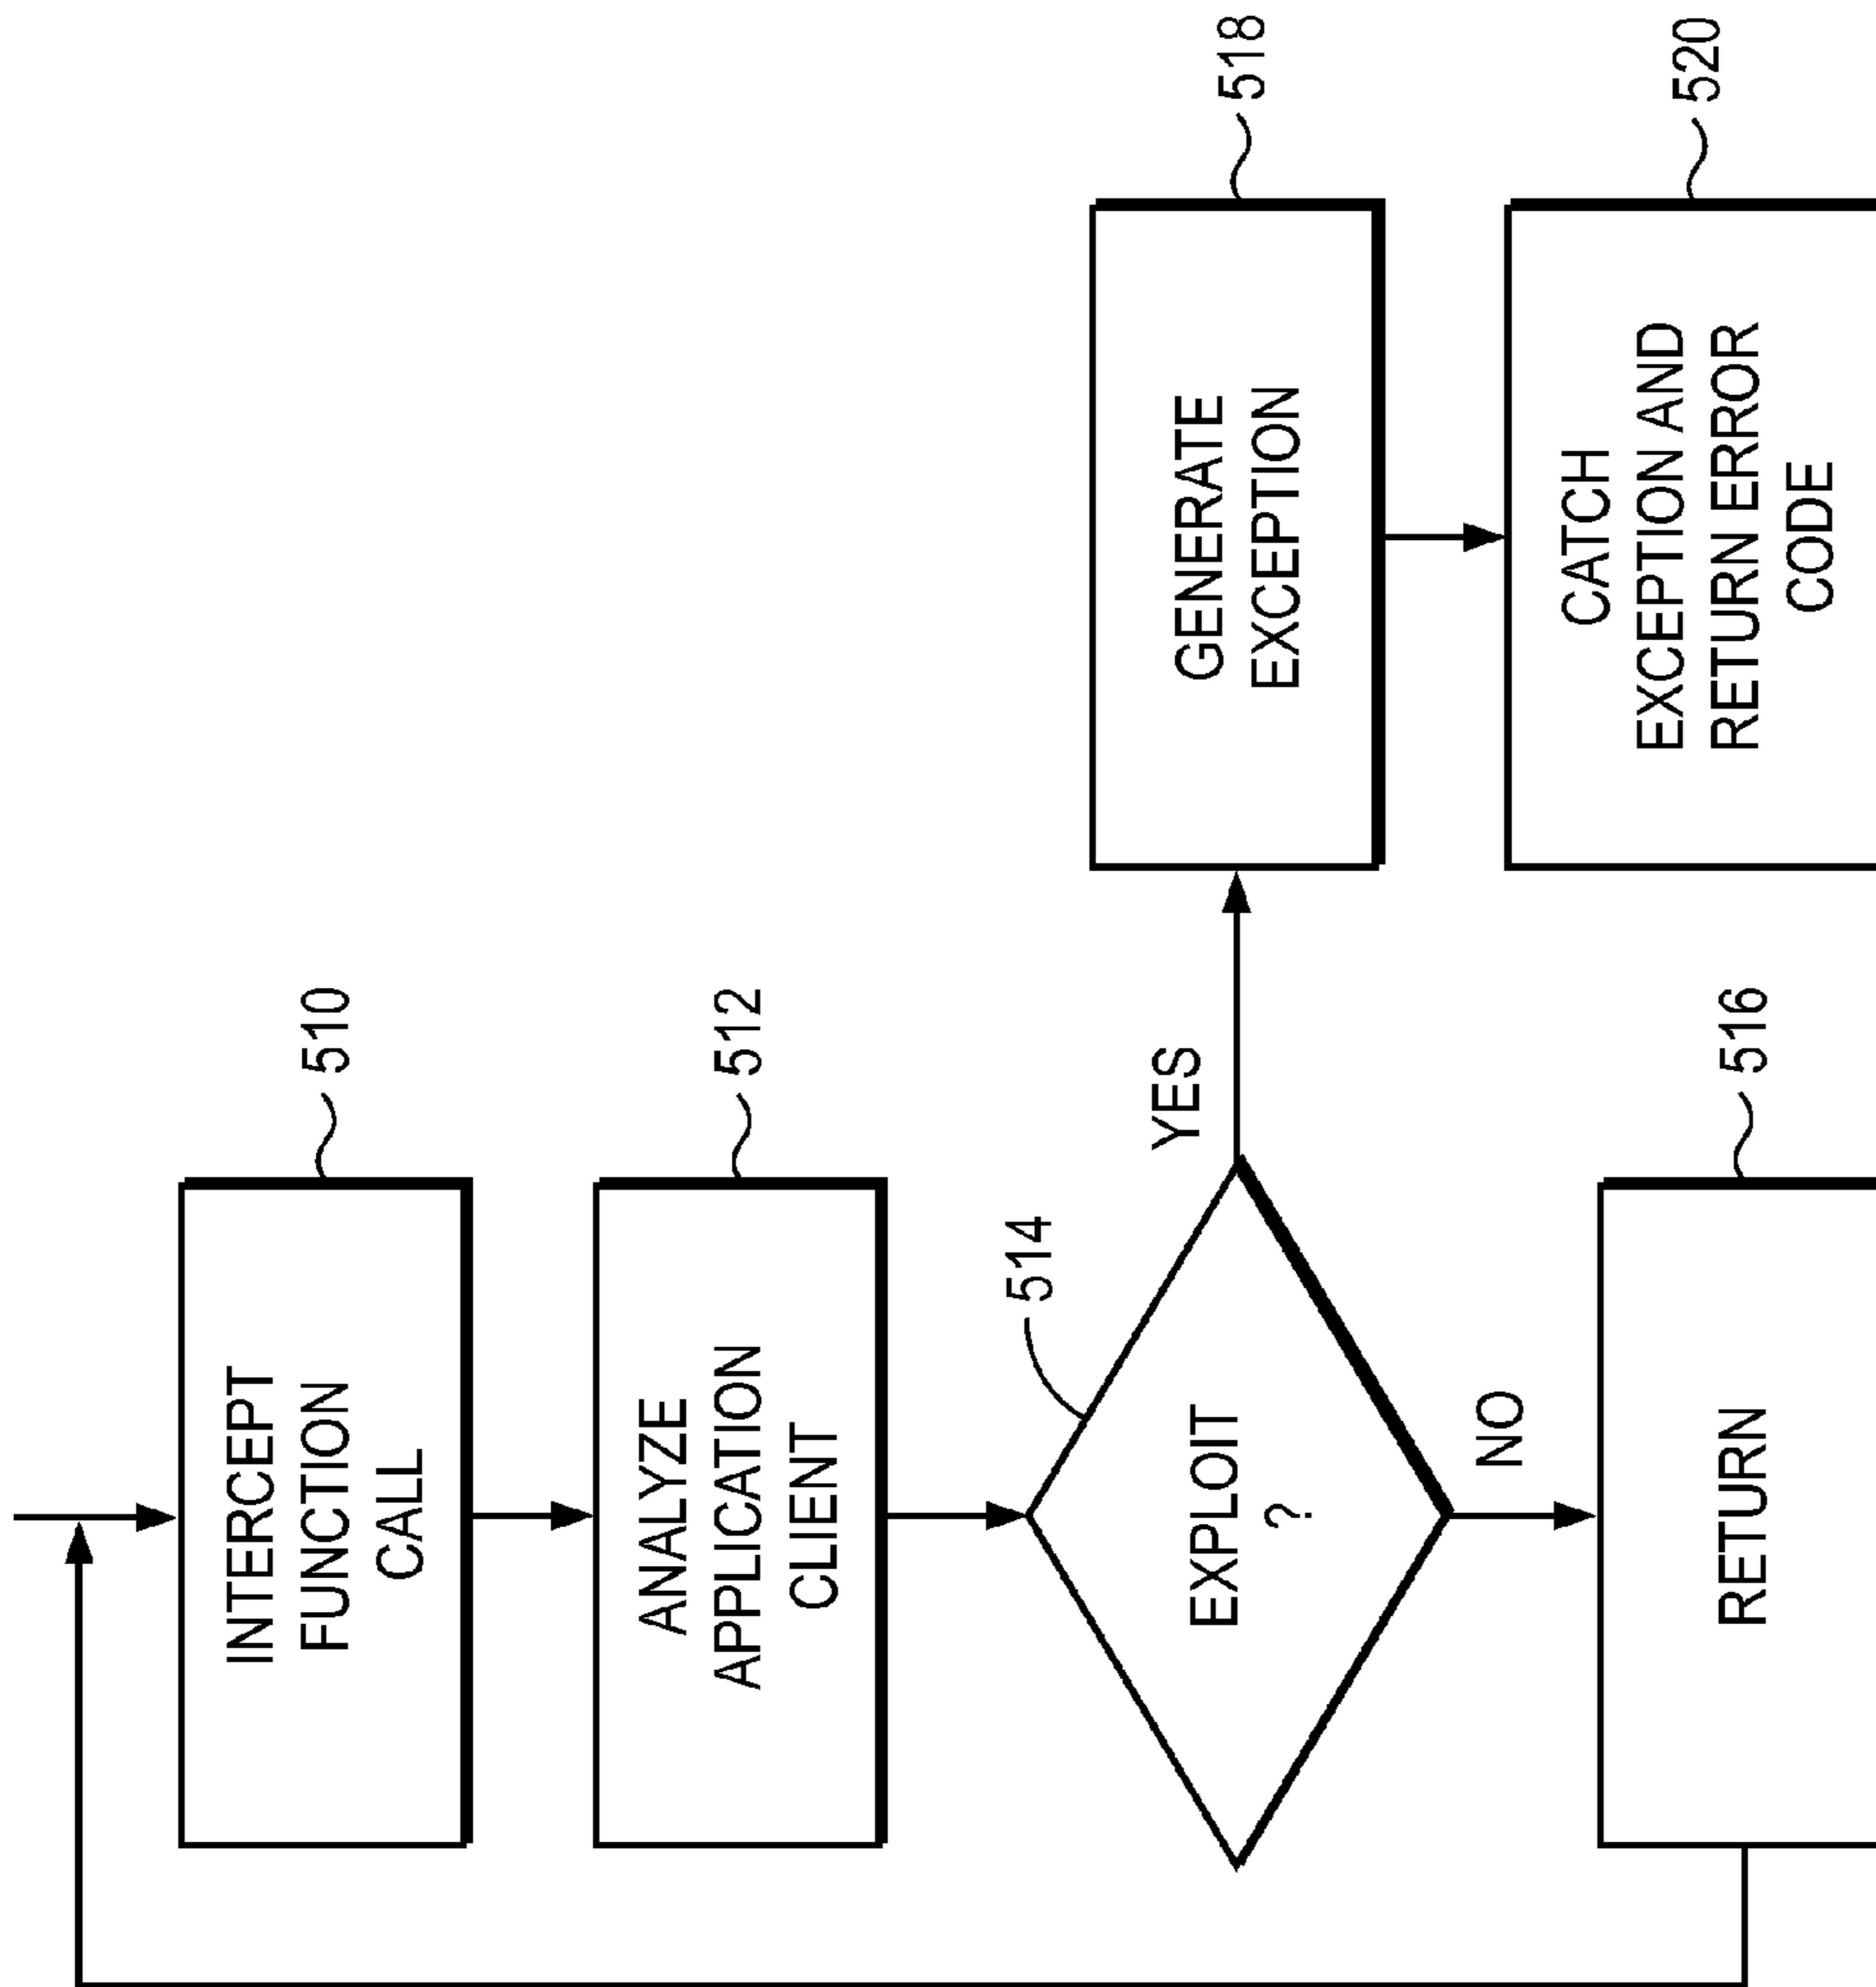 INTERCEPT
FUNCTION
CALL
510
ANALYZE
APPLICATION
CLIENT
512
514
EXPLOIT
?
YES
NO
GENERATE
EXCEPTION
518
CATCH
EXCEPTION AND
RETURN ERROR
CODE
520
RETURN
516